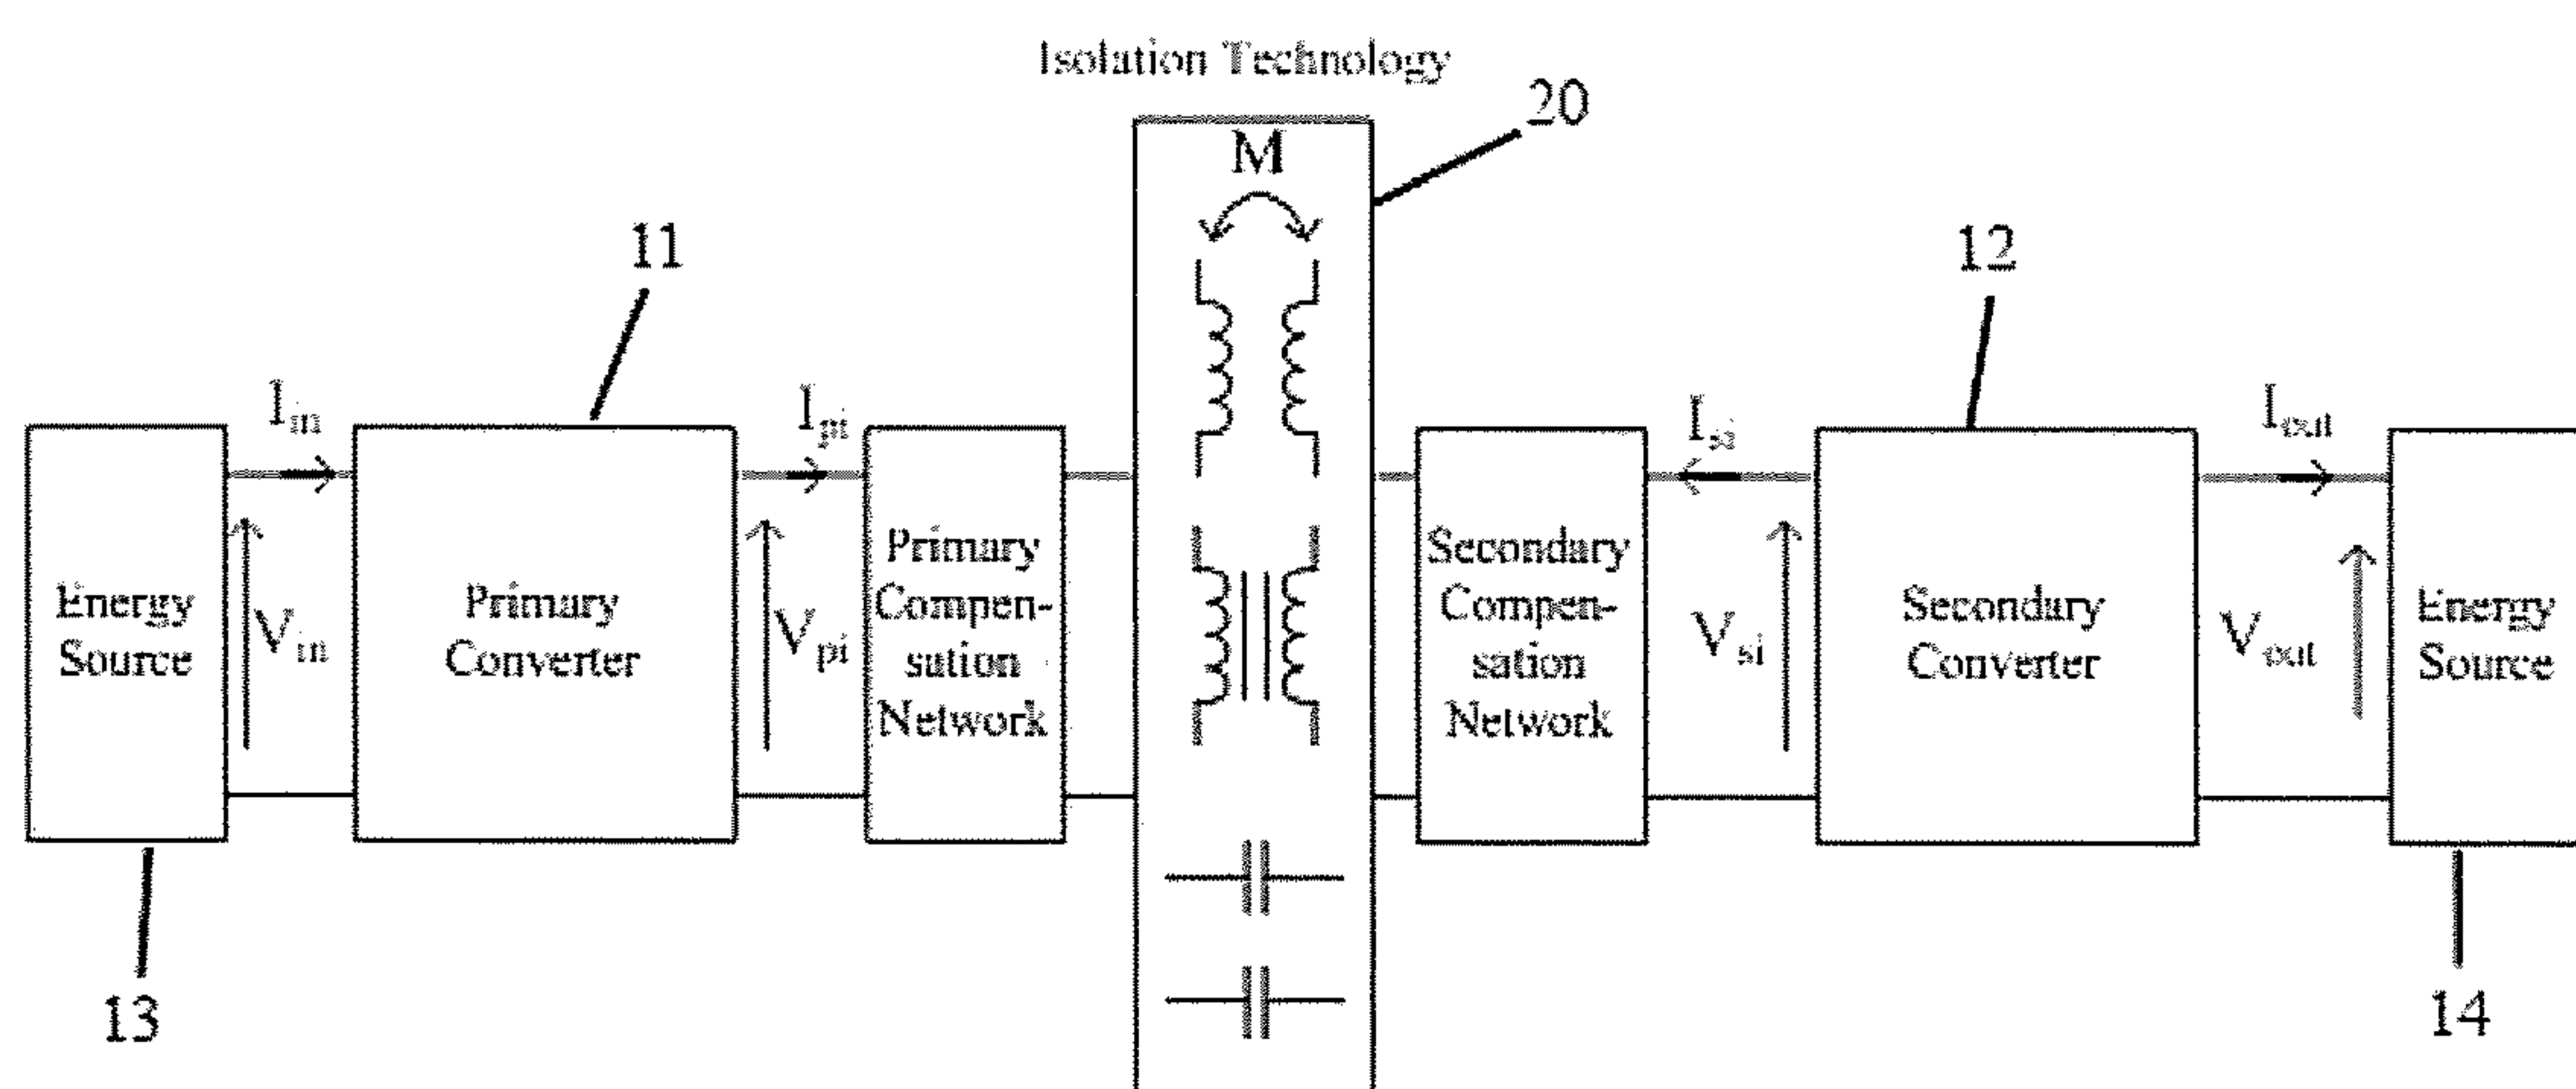 Isolation Technology
20
M
11
12
I_in
I_pi
I_si
I_out
Energy
Source
V_in
Primary
Converter
V_pi
Primary
Compen-
sation
Network
Secondary
Compen-
sation
Network
V_si
Secondary
Converter
V_out
Energy
Source
13
14